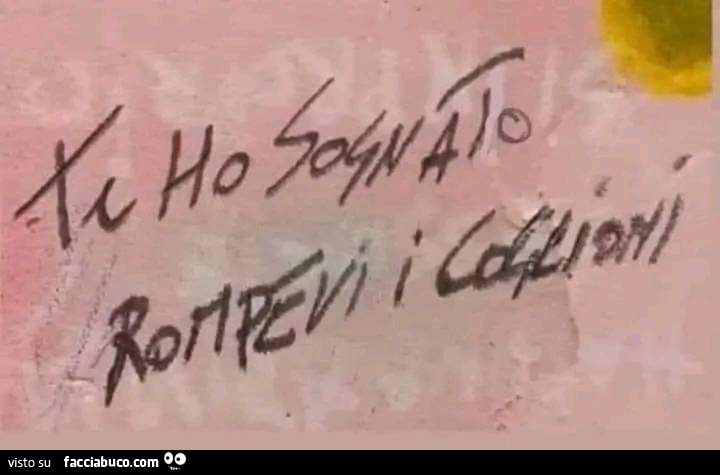 Ti HO SOGNATO
ROMPEVi i COGLiONi
visto su facciabuco.com